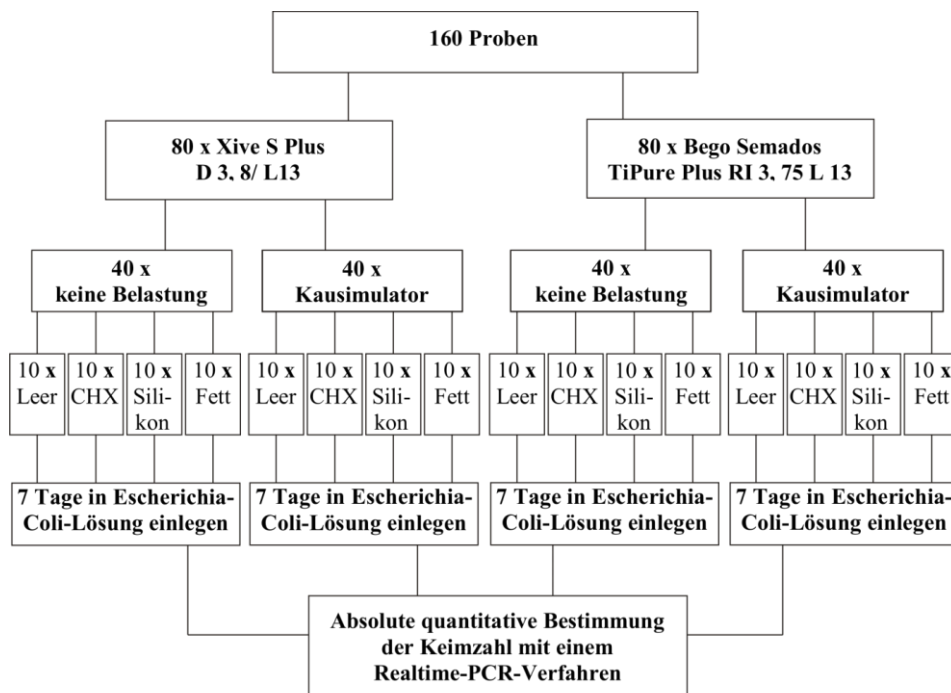 160 Proben
80 x Xive S Plus
D 3, 8/ L13
80 x Bego Semados
TiPure Plus RI 3, 75 L 13
40 x
keine Belastung
40 x
Kausimulator
40 x
keine Belastung
40 x
Kausimulator
10 x
Leer
10 x
CHX
10 x
Sili-
kon
10 x
Fett
10 x
Leer
10 x
CHX
10 x
Sili-
kon
10 x
Fett
10 x
Leer
10 x
CHX
10 x
Sili-
kon
10 x
Fett
10 x
Leer
10 x
CHX
10 x
Sili-
kon
10 x
Fett
7 Tage in Escherichia-
Coli-Lösung einlegen
7 Tage in Escherichia-
Coli-Lösung einlegen
7 Tage in Escherichia-
Coli-Lösung einlegen
7 Tage in Escherichia-
Coli-Lösung einlegen
Absolute quantitative Bestimmung
der Keimzahl mit einem
Realtime-PCR-Verfahren